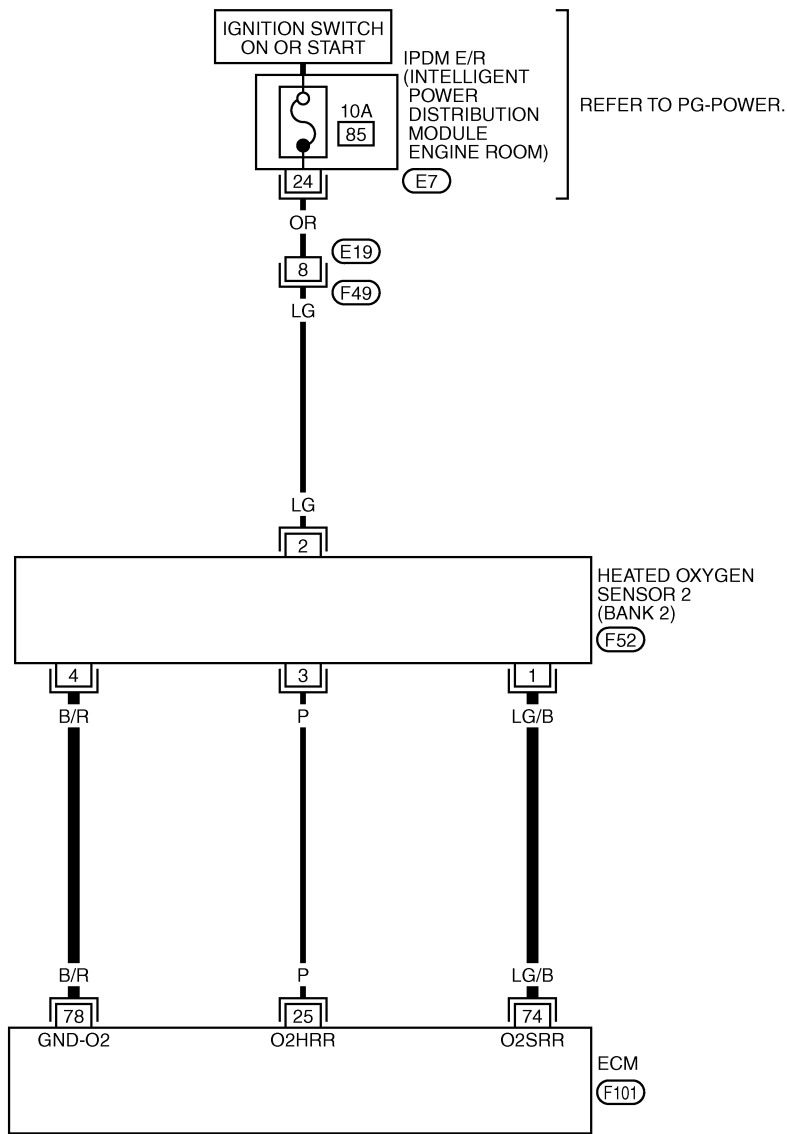 IGNITION SWITCH
ON OR START
IPDM E/R
(INTELLIGENT
POWER
DISTRIBUTION
MODULE
ENGINE ROOM)
REFER TO PG-POWER.
10A
85
24
E7
OR
E19
8
F49
LG
LG
2
HEATED OXYGEN
SENSOR 2
(BANK 2)
F52
4 3 1
B/R P LG/B
B/R P LG/B
78 25 74
GND-O2 O2HRR O2SRR
ECM
F101